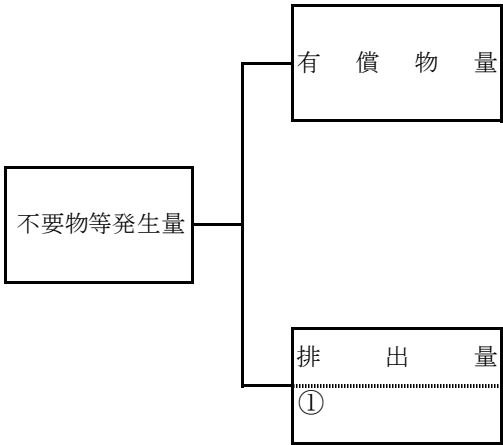 有償物量
不要物等発生量
排出量
①